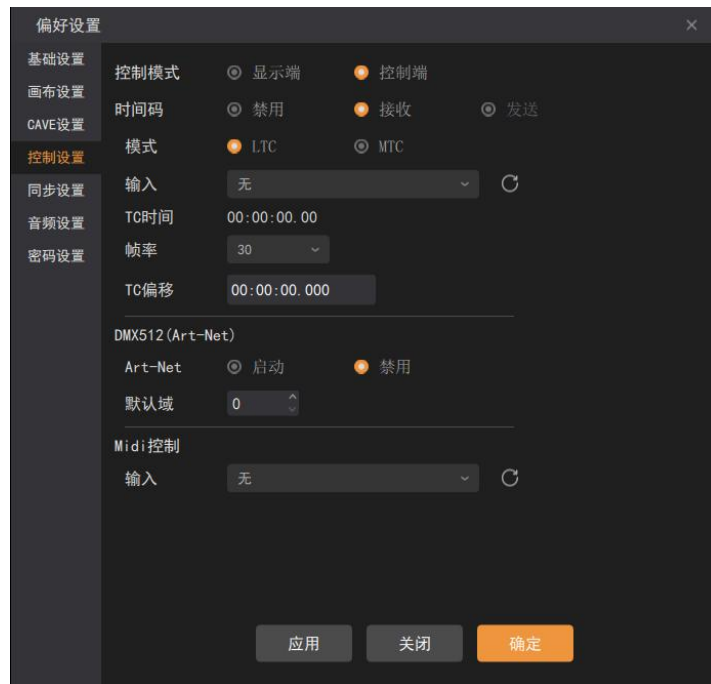 偏好设置
基础设置
画布设置
CAVE设置
控制设置
同步设置
音频设置
密码设置
控制模式 显示端 控制端
时间码 禁用 接收 发送
模式 LTC MTC
输入 无
TC时间 00:00:00.00
帧率 30
TC偏移 00:00:00.000
DMX512(Art-Net)
Art-Net 启动 禁用
默认域 0
Midi控制
输入 无
应用 关闭 确定